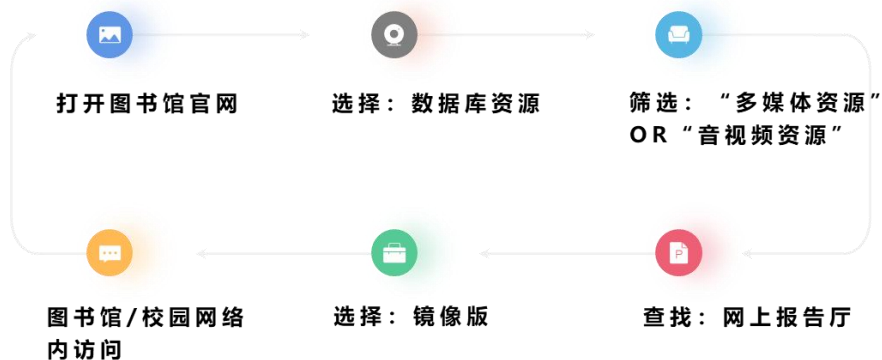 打开图书馆官网
选择：数据库资源
筛选：“多媒体资源”
OR“音视频资源”
图书馆/校园网络
内访问
选择：镜像版
P
查找：网上报告厅